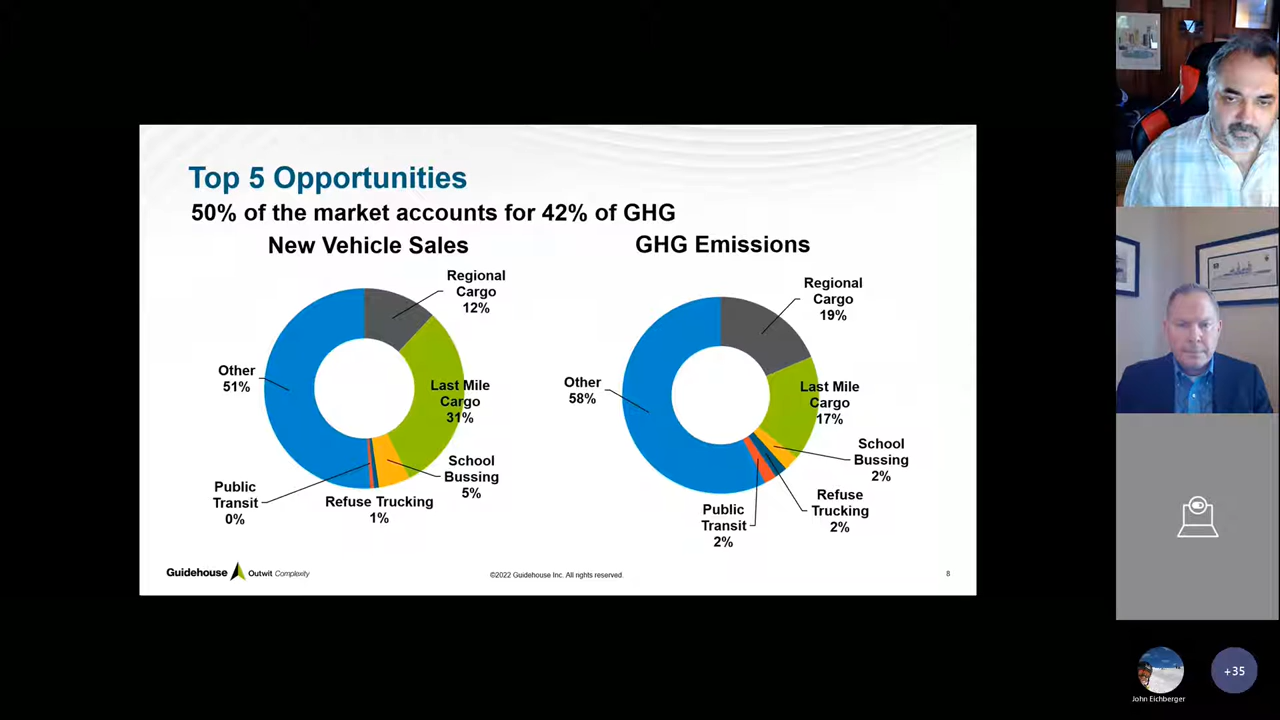 Top 5 Opportunities
50% of the market accounts for 42% of GHG
New Vehicle Sales
Regional
Cargo
12%
Other
51%
Last Mile
Cargo
31%
School
Bussing
5%
Public
Transit
0%
Refuse Trucking
1%
GHG Emissions
Regional
Cargo
19%
Other
58%
Last Mile
Cargo
17%
School
Bussing
2%
Refuse
Trucking
2%
Public
Transit
2%
Guidehouse
Outwit Complexity
©2022 Guidehouse Inc. All rights reserved.
8
John Eichberger
+35